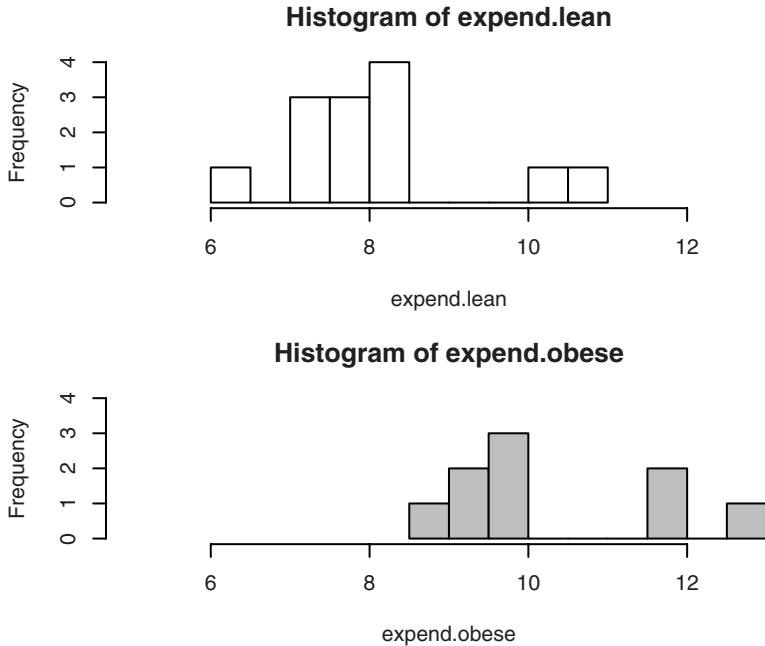 Histogram of expend.lean
Frequency
4
3
2
1
0
6 8 10 12
expend.lean
Histogram of expend.obese
Frequency
4
3
2
1
0
6 8 10 12
expend.obese